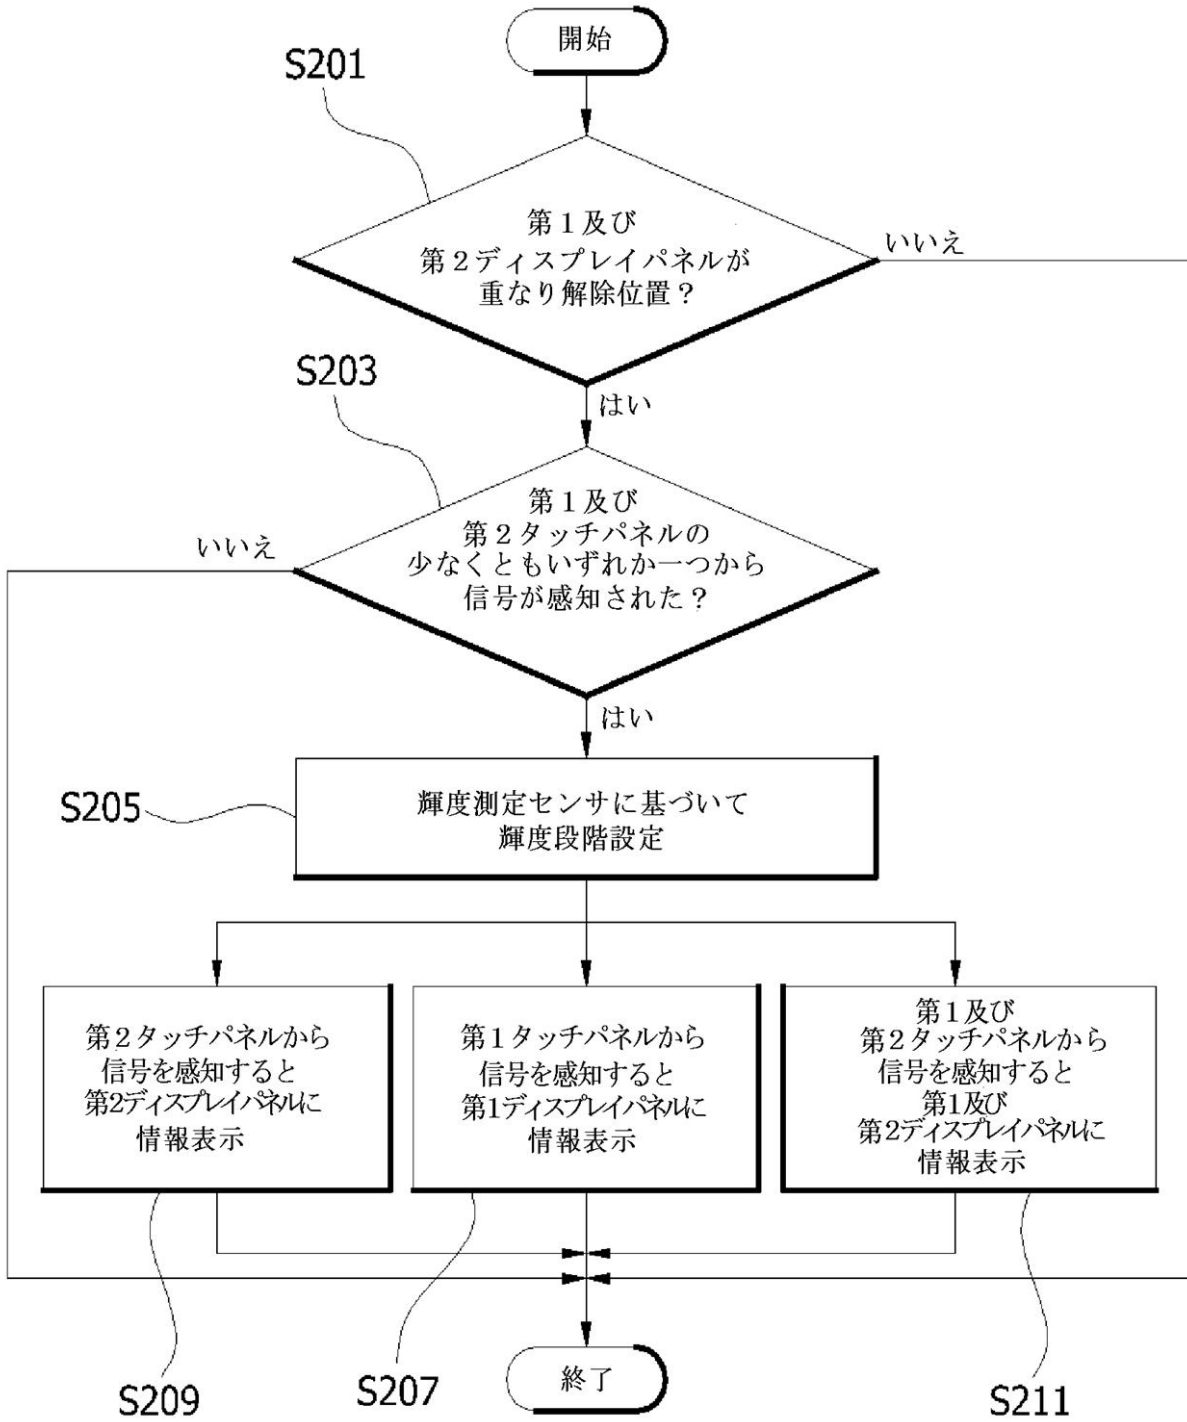 開始
S201
第1及び
第2ディスプレイパネルが
重なり解除位置？
いいえ
はい
S203
第1及び
第2タッチパネルの
少なくともいずれか一つから
信号が感知された？
いいえ
はい
S205
輝度測定センサに基づいて
輝度段階設定
第2タッチパネルから
信号を感知すると
第2ディスプレイパネルに
情報表示
第1タッチパネルから
信号を感知すると
第1ディスプレイパネルに
情報表示
第1及び
第2タッチパネルから
信号を感知すると
第1及び
第2ディスプレイパネルに
情報表示
S209
S207
S211
終了